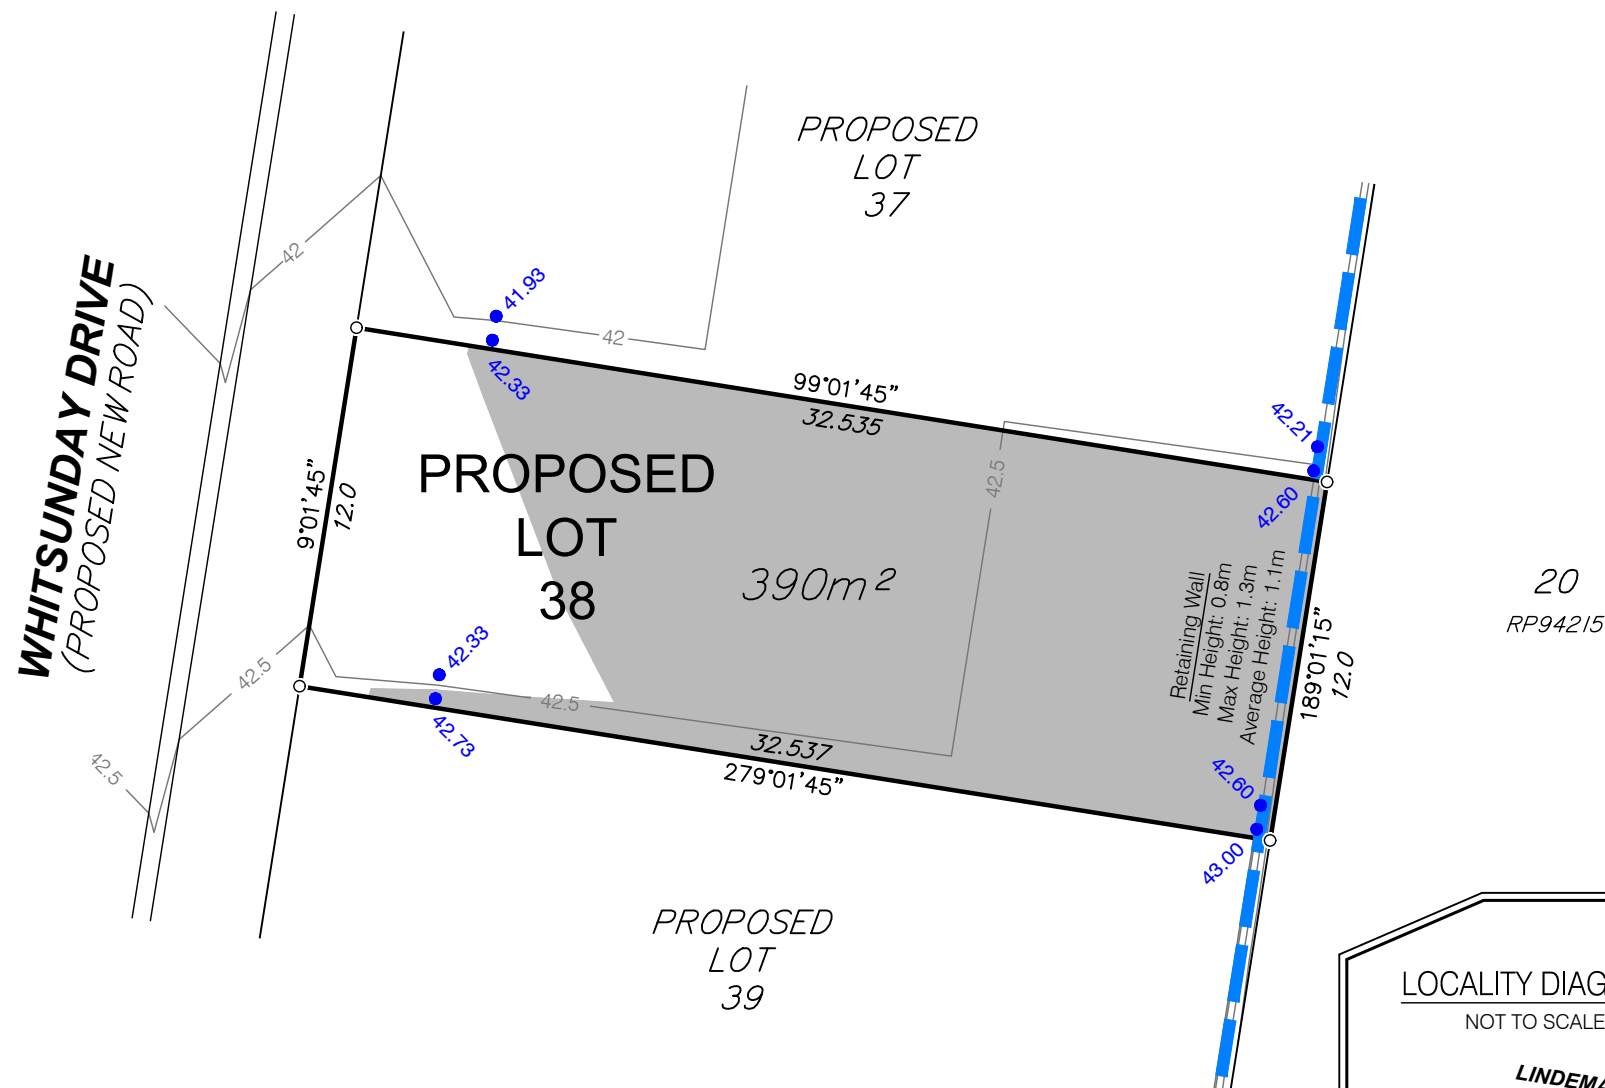 PROPOSED
LOT
37
WHITSUNDAY DRIVE
(PROPOSED NEW ROAD)
42
41.93
42
42.33
99°01'45"
32.535
42.21
42.60
42.5
PROPOSED
LOT
38
390m²
9°01'45"
12.0
Retaining Wall
Min Height: 0.8m
Max Height: 1.3m
Average Height: 1.1m
189°01'15"
12.0
20
RP94215
42.5
42.5
42.33
42.73
42.5
32.537
279°01'45"
42.60
43.00
PROPOSED
LOT
39
LOCALITY DIAG
NOT TO SCALE
LINDEMA